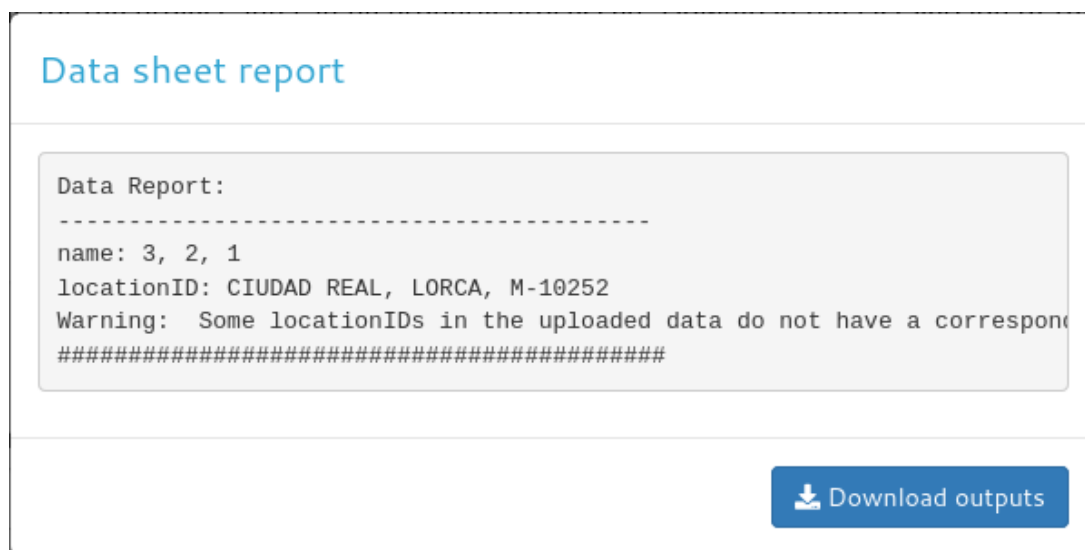 Data sheet report
Data Report:
------------------------------------------
name: 3, 2, 1
locationID: CIUDAD REAL, LORCA, M-10252
Warning:  Some locationIDs in the uploaded data do not have a
###########################################
Download outputs